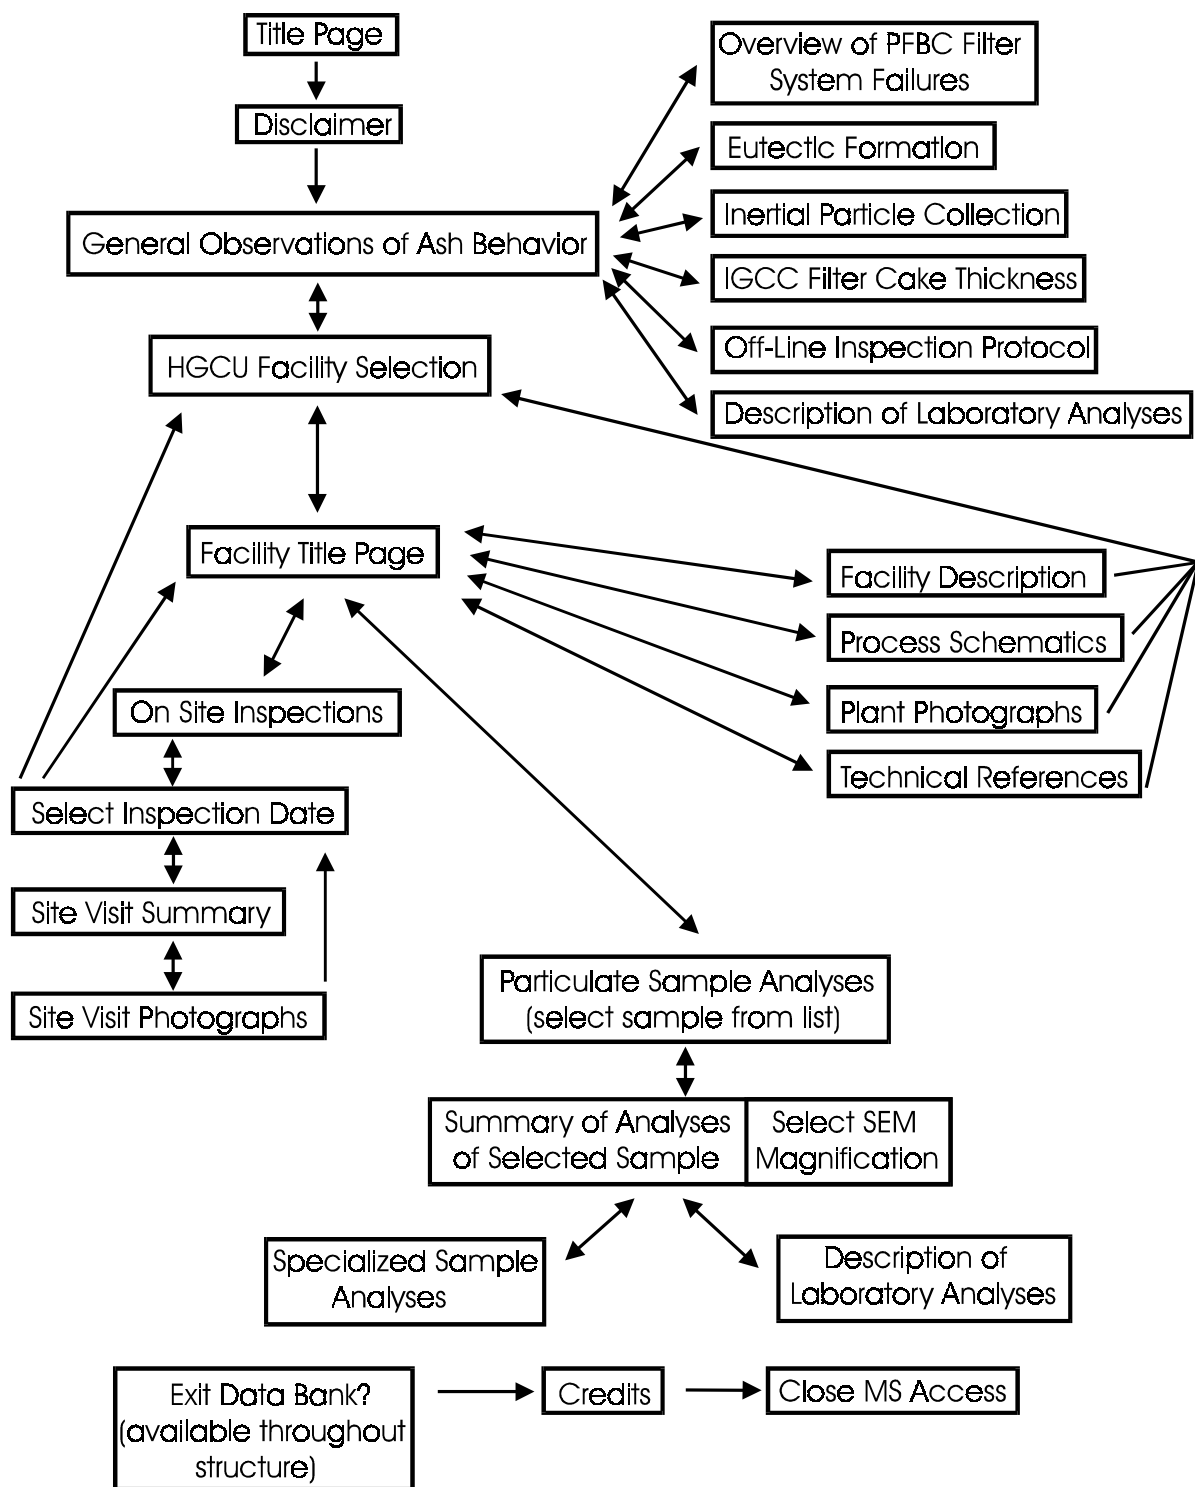 Title Page
Disclaimer
General Observations of Ash Behavior
HGCU Facility Selection
Overview of PFBC Filter
System Failures
Eutectic Formation
Inertial Particle Collection
IGCC Filter Cake Thickness
Off-Line Inspection Protocol
Description of Laboratory Analyses
Facility Title Page
Facility Description
Process Schematics
Plant Photographs
Technical References
On Site Inspections
Select Inspection Date
Site Visit Summary
Site Visit Photographs
Particulate Sample Analyses
(select sample from list)
Summary of Analyses
of Selected Sample
Select SEM
Magnification
Specialized Sample
Analyses
Description of
Laboratory Analyses
Exit Data Bank?
(available throughout
structure)
Credits
Close MS Access